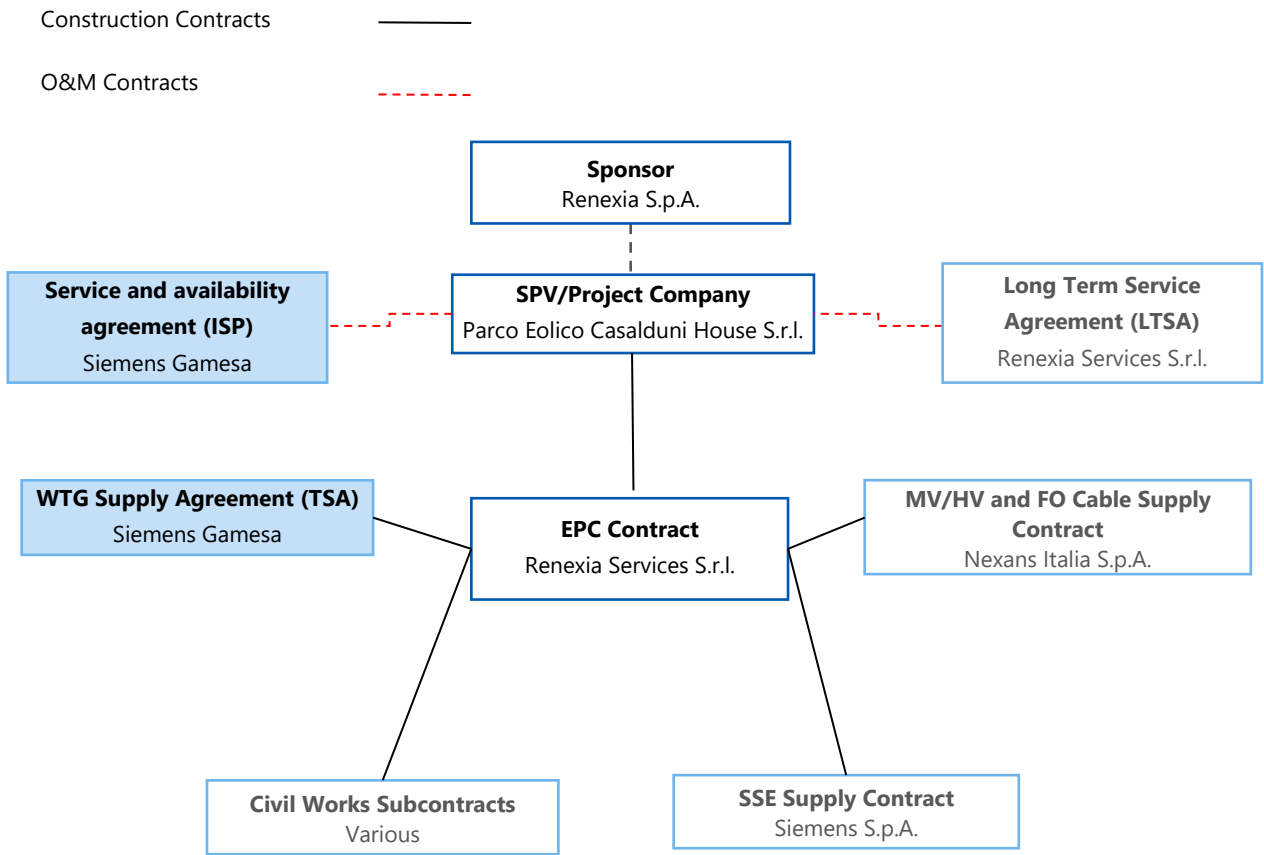 Construction Contracts
O&M Contracts
Sponsor
Renexia S.p.A.
Service and availability
agreement (ISP)
Siemens Gamesa
SPV/Project Company
Parco Eolico Casalduni House S.r.l.
Long Term Service
Agreement (LTSA)
Renexia Services S.r.l.
WTG Supply Agreement (TSA)
Siemens Gamesa
EPC Contract
Renexia Services S.r.l.
MV/HV and FO Cable Supply
Contract
Nexans Italia S.p.A.
Civil Works Subcontracts
Various
SSE Supply Contract
Siemens S.p.A.